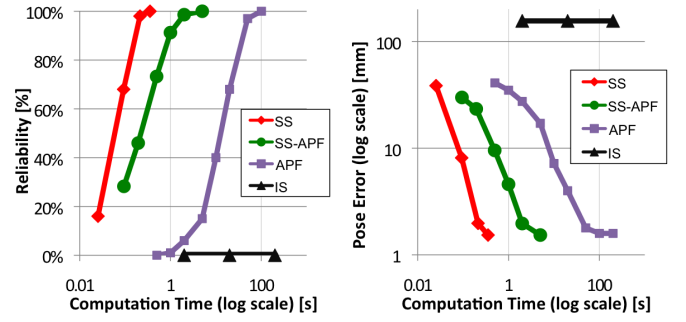 100%
80%
60%
40%
20%
0%
Reliability [%]
SS
SS-APF
APF
IS
0.01
1
100
Computation Time (log scale) [s]
100
10
1
Pose Error (log scale) [mm]
SS
SS-APF
APF
IS
0.01
1
100
Computation Time (log scale) [s]